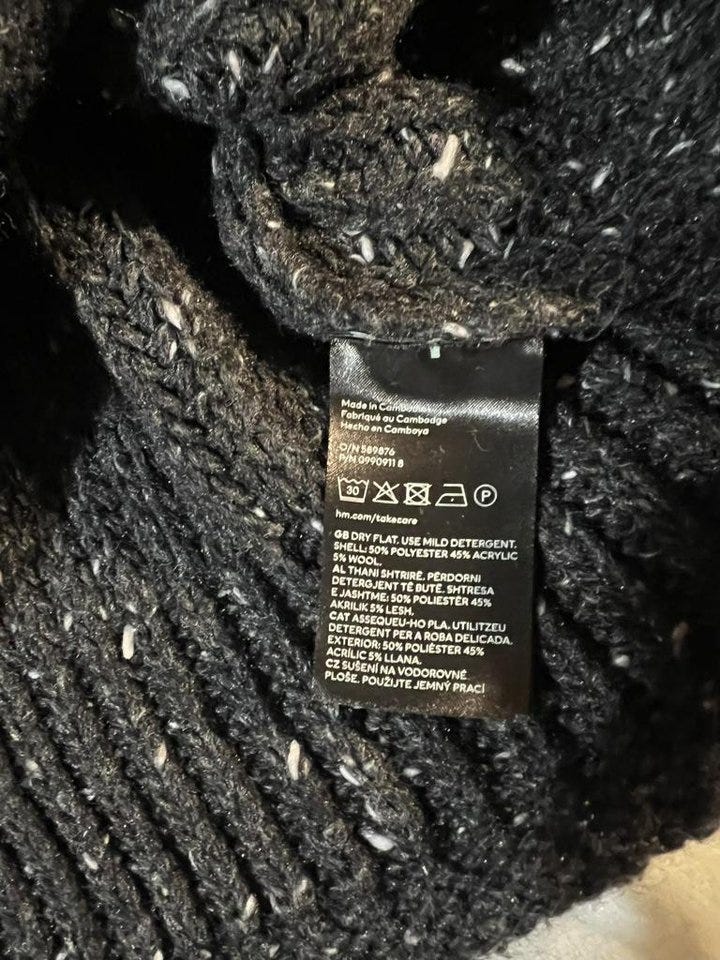 Made in Cambodia
Fabriqué au Cambodge
Hecho en Camboya
O/N 589876
P/N 0990911 8
30 P
hm.com/takecare
GB DRY FLAT. USE MILD DETERGENT.
SHELL: 50% POLYESTER 45% ACRYLIC
5% WOOL.
AL THANI SHTRIRË. PËRDORNI
DETERGJENT TË BUTË. SHTRESA
E JASHTME: 50% POLIESTËR 45%
AKRILIK 5% LESH.
CAT ASSEQUEU-HO PLA. UTILITZEU
DETERGENT PER A ROBA DELICADA.
EXTERIOR: 50% POLIÈSTER 45%
ACRÍLIC 5% LLANA.
CZ SUŠENÍ NA VODOROVNÉ
PLOŠE. POUŽIJTE JEMNÝ PRACÍ